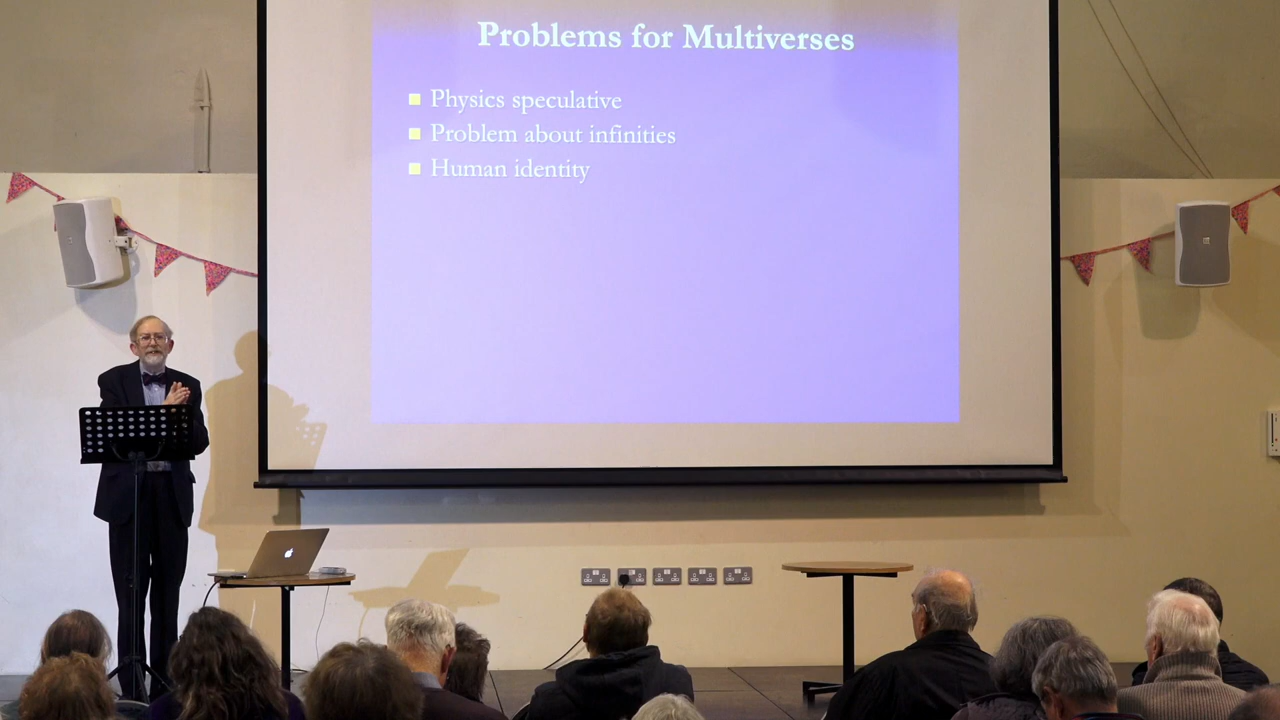 Problems for Multiverses
Physics speculative
Problem about infinities
Human identity